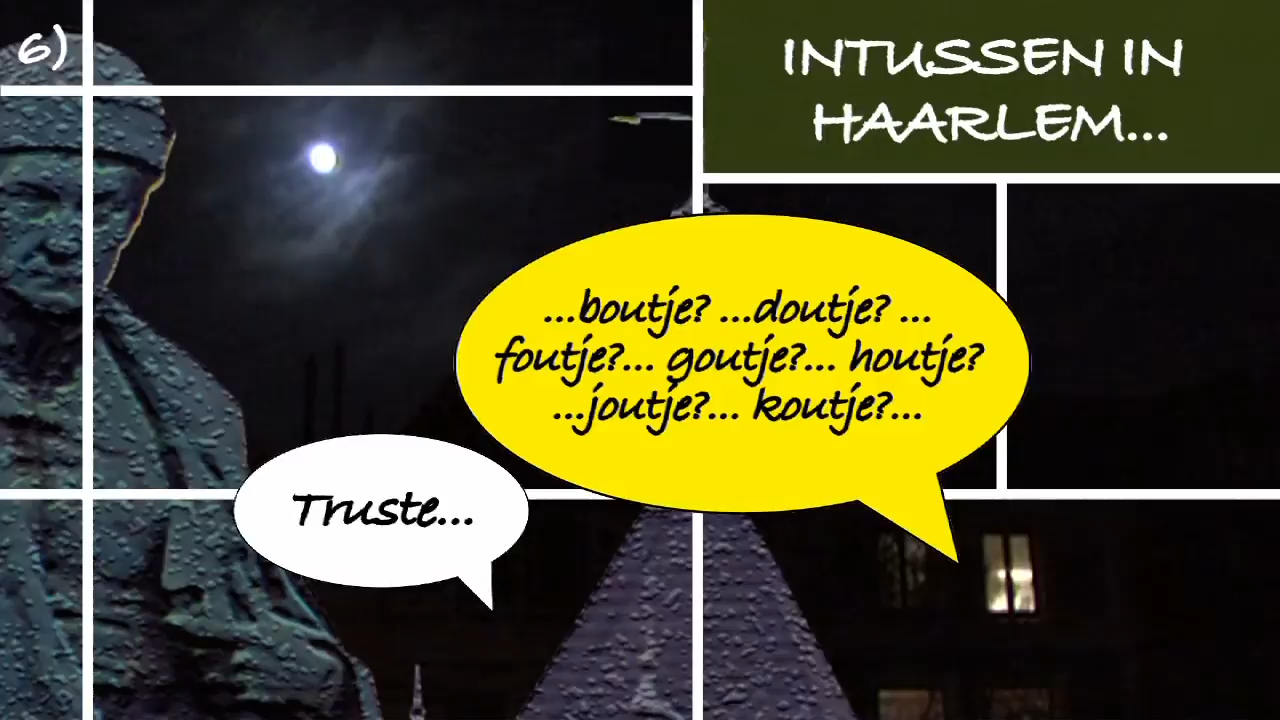 6)
INTUSSEN IN
HAARLEM...
...boutje? ...doutje? ...
foutje?... goutje?... houtje?
...joutje?... koutje?...
Truste...